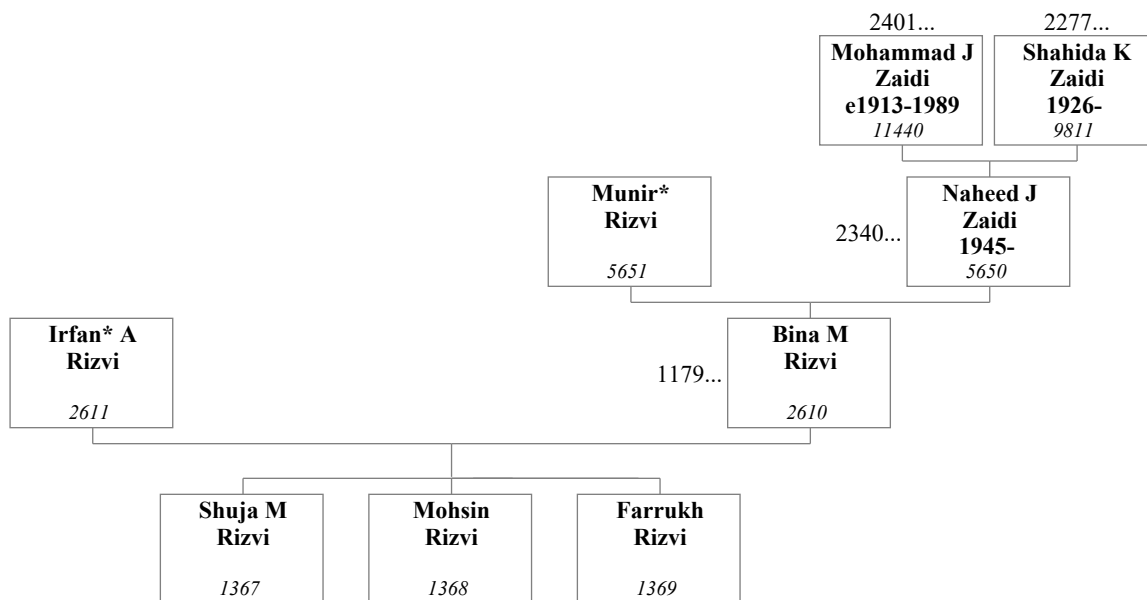 2401...
2277...
Mohammad J
Zaidi
e1913-1989
11440
Shahida K
Zaidi
1926-
9811
Munir*
Rizvi
5651
2340...
Naheed J
Zaidi
1945-
5650
Irfan* A
Rizvi
2611
1179...
Bina M
Rizvi
2610
Shuja M
Rizvi
1367
Mohsin
Rizvi
1368
Farrukh
Rizvi
1369